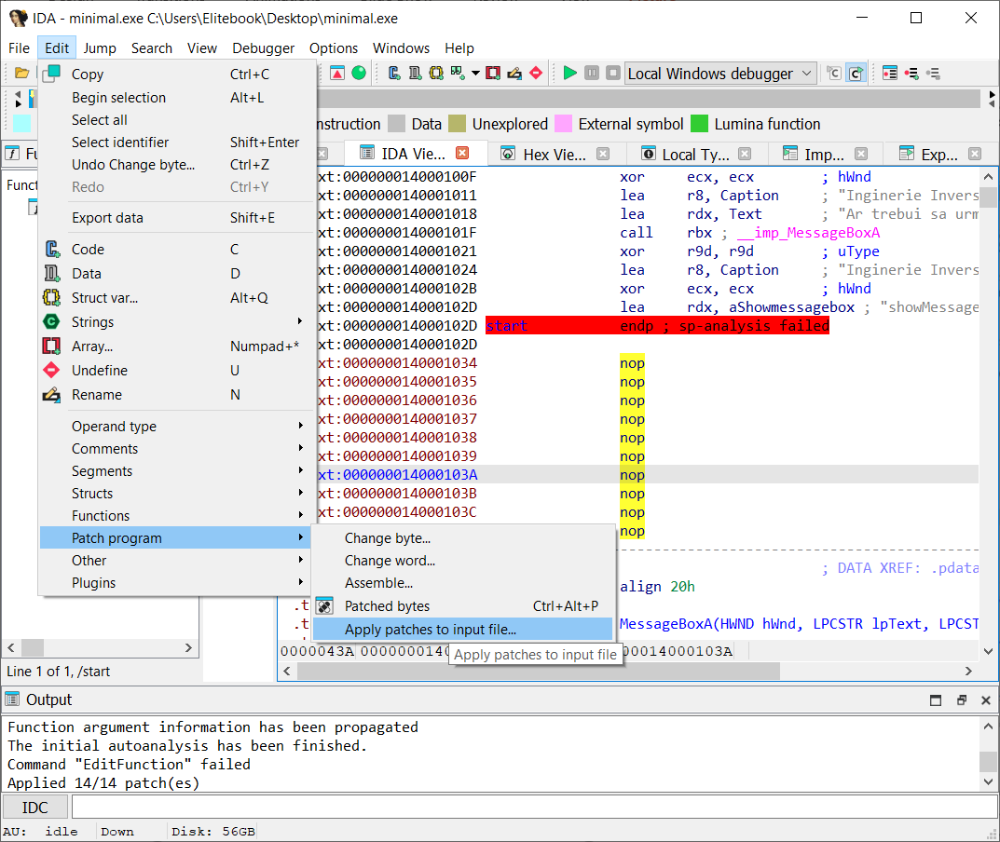 IDA - minimal.exe C:\Users\Elitebook\Desktop\minimal.exe
File Edit Jump Search View Debugger Options Windows Help
Local Windows debugger
Copy Ctrl+C
Begin selection Alt+L
Select all
Select identifier Shift+Enter
Undo Change byte... Ctrl+Z
Redo Ctrl+Y
Export data Shift+E
Code C
Data D
Struct var... Alt+Q
Strings
Array... Numpad+*
Undefine U
Rename N
Operand type
Comments
Segments
Structs
Functions
Patch program
Other
Plugins
Change byte...
Change word...
Assemble...
Patched bytes Ctrl+Alt+P
Apply patches to input file...
Apply patches to input file
nstruction Data Unexplored External symbol Lumina function
Fu
IDA Vie... Hex Vie... Local Ty... Imp... Exp...
Funct
xt:000000014000100F xor ecx, ecx ; hWnd
xt:0000000140001011 lea r8, Caption ; "Inginerie Invers
xt:0000000140001018 lea rdx, Text ; "Ar trebui sa urm
xt:000000014000101F call rbx ; __imp_MessageBoxA
xt:0000000140001021 xor r9d, r9d ; uType
xt:0000000140001024 lea r8, Caption ; "Inginerie Invers
xt:000000014000102B xor ecx, ecx ; hWnd
xt:000000014000102D lea rdx, aShowmessagebox ; "showMessage
xt:000000014000102D start endp ; sp-analysis failed
xt:000000014000102D
xt:0000000140001034 nop
xt:0000000140001035 nop
xt:0000000140001036 nop
xt:0000000140001037 nop
xt:0000000140001038 nop
xt:0000000140001039 nop
xt:000000014000103A nop
xt:000000014000103B nop
xt:000000014000103C nop
nop
; DATA XREF: .pdata
.t align 20h
.t MessageBoxA(HWND hWnd, LPCSTR lpText, LPCST
0000043A 00000001400 00014000103A
Line 1 of 1, /start
Output
Function argument information has been propagated
The initial autoanalysis has been finished.
Command "EditFunction" failed
Applied 14/14 patch(es)
IDC
AU: idle Down Disk: 56GB